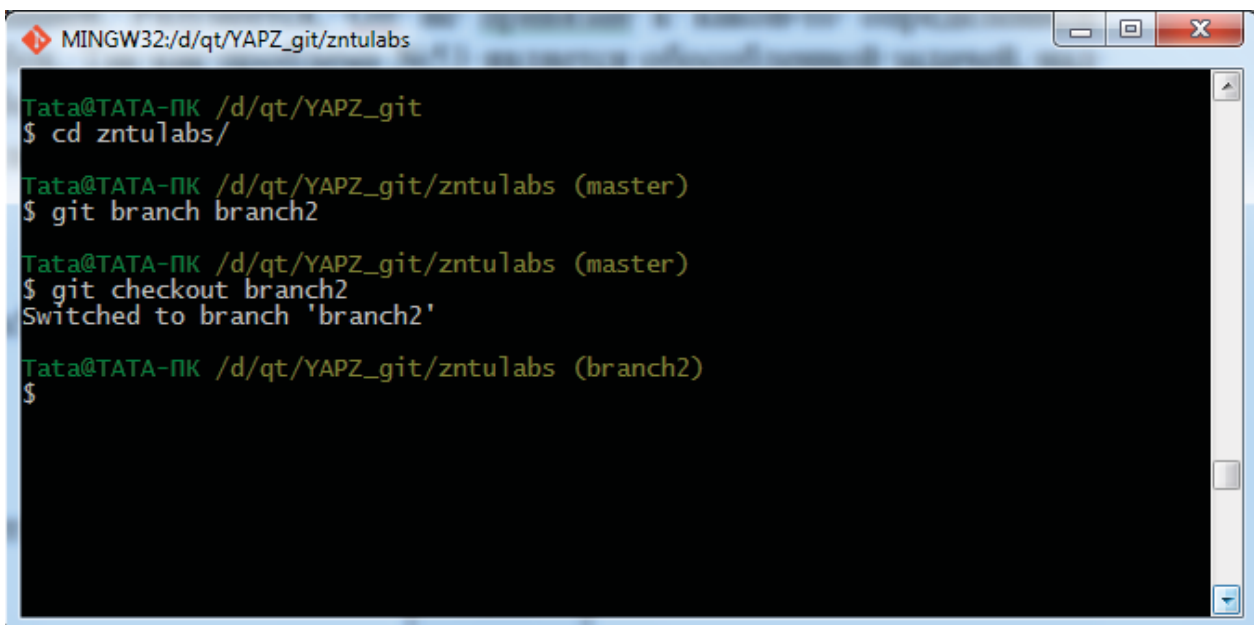 MINGW32:/d/qt/YAPZ_git/zntulabs
Tata@TATA-ПК /d/qt/YAPZ_git
$ cd zntulabs/
Tata@TATA-ПК /d/qt/YAPZ_git/zntulabs (master)
$ git branch branch2
Tata@TATA-ПК /d/qt/YAPZ_git/zntulabs (master)
$ git checkout branch2
Switched to branch 'branch2'
Tata@TATA-ПК /d/qt/YAPZ_git/zntulabs (branch2)
$